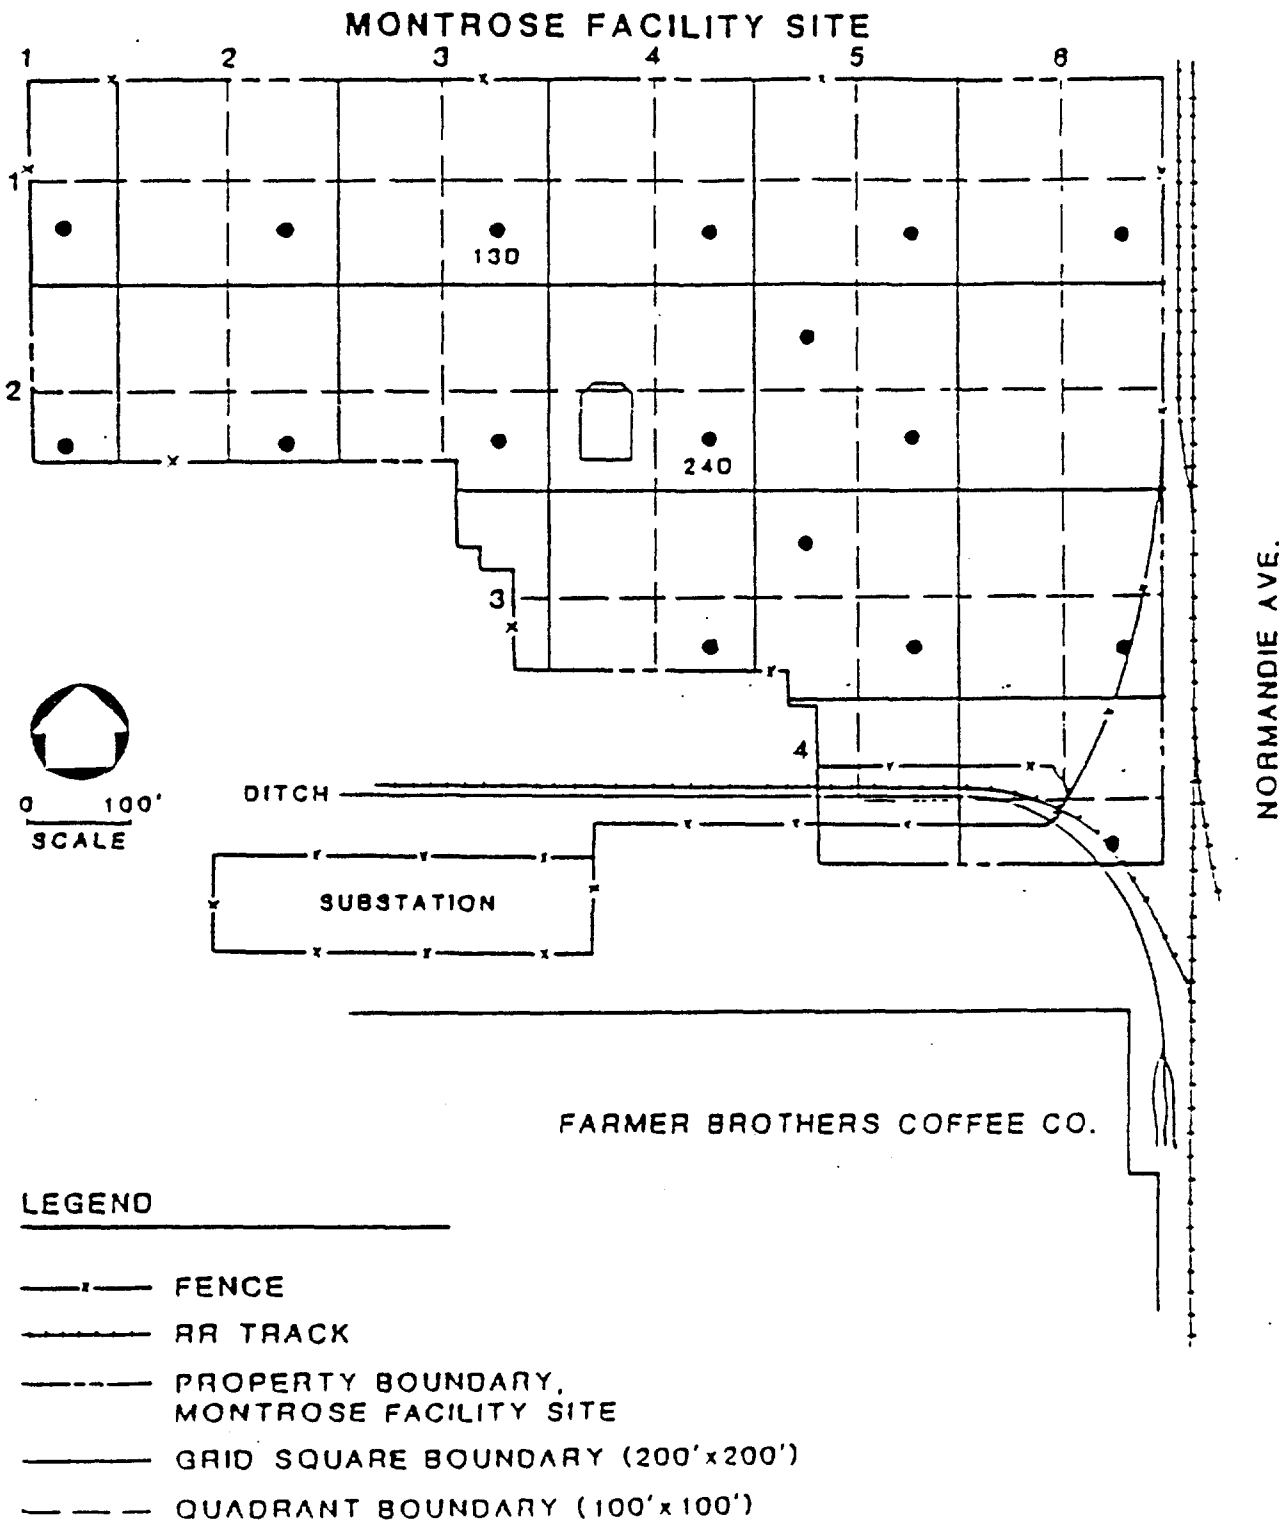 MONTROSE FACILITY SITE
1 2 3 4 5 6
1
130
2
240
3
4
0 100'
SCALE
DITCH
SUBSTATION
NORMANDIE AVE.
FARMER BROTHERS COFFEE CO.
LEGEND
FENCE
RR TRACK
PROPERTY BOUNDARY,
MONTROSE FACILITY SITE
GRID SQUARE BOUNDARY (200'x200')
QUADRANT BOUNDARY (100'x100')